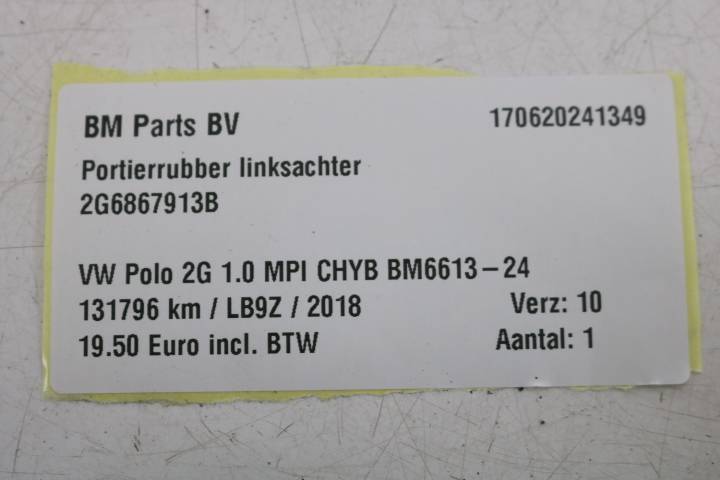 BM Parts BV 170620241349
Portierrubber linksachter
2G6867913B
VW Polo 2G 1.0 MPI CHYB BM6613-24
131796 km / LB9Z / 2018 Verz: 10
19.50 Euro incl. BTW Aantal: 1